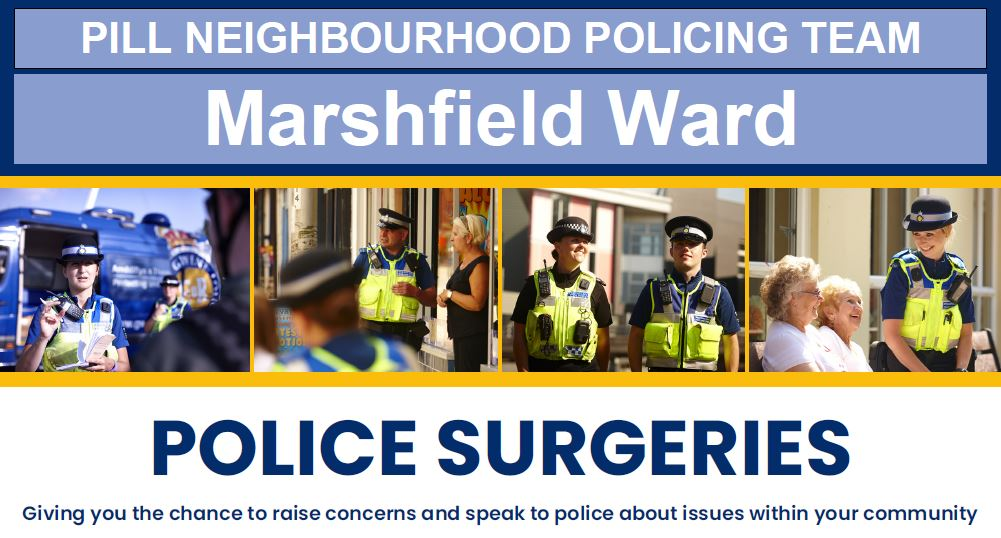 PILL NEIGHBOURHOOD POLICING TEAM
Marshfield Ward
4
POLICE SURGERIES
Giving you the chance to raise concerns and speak to police about issues within your community